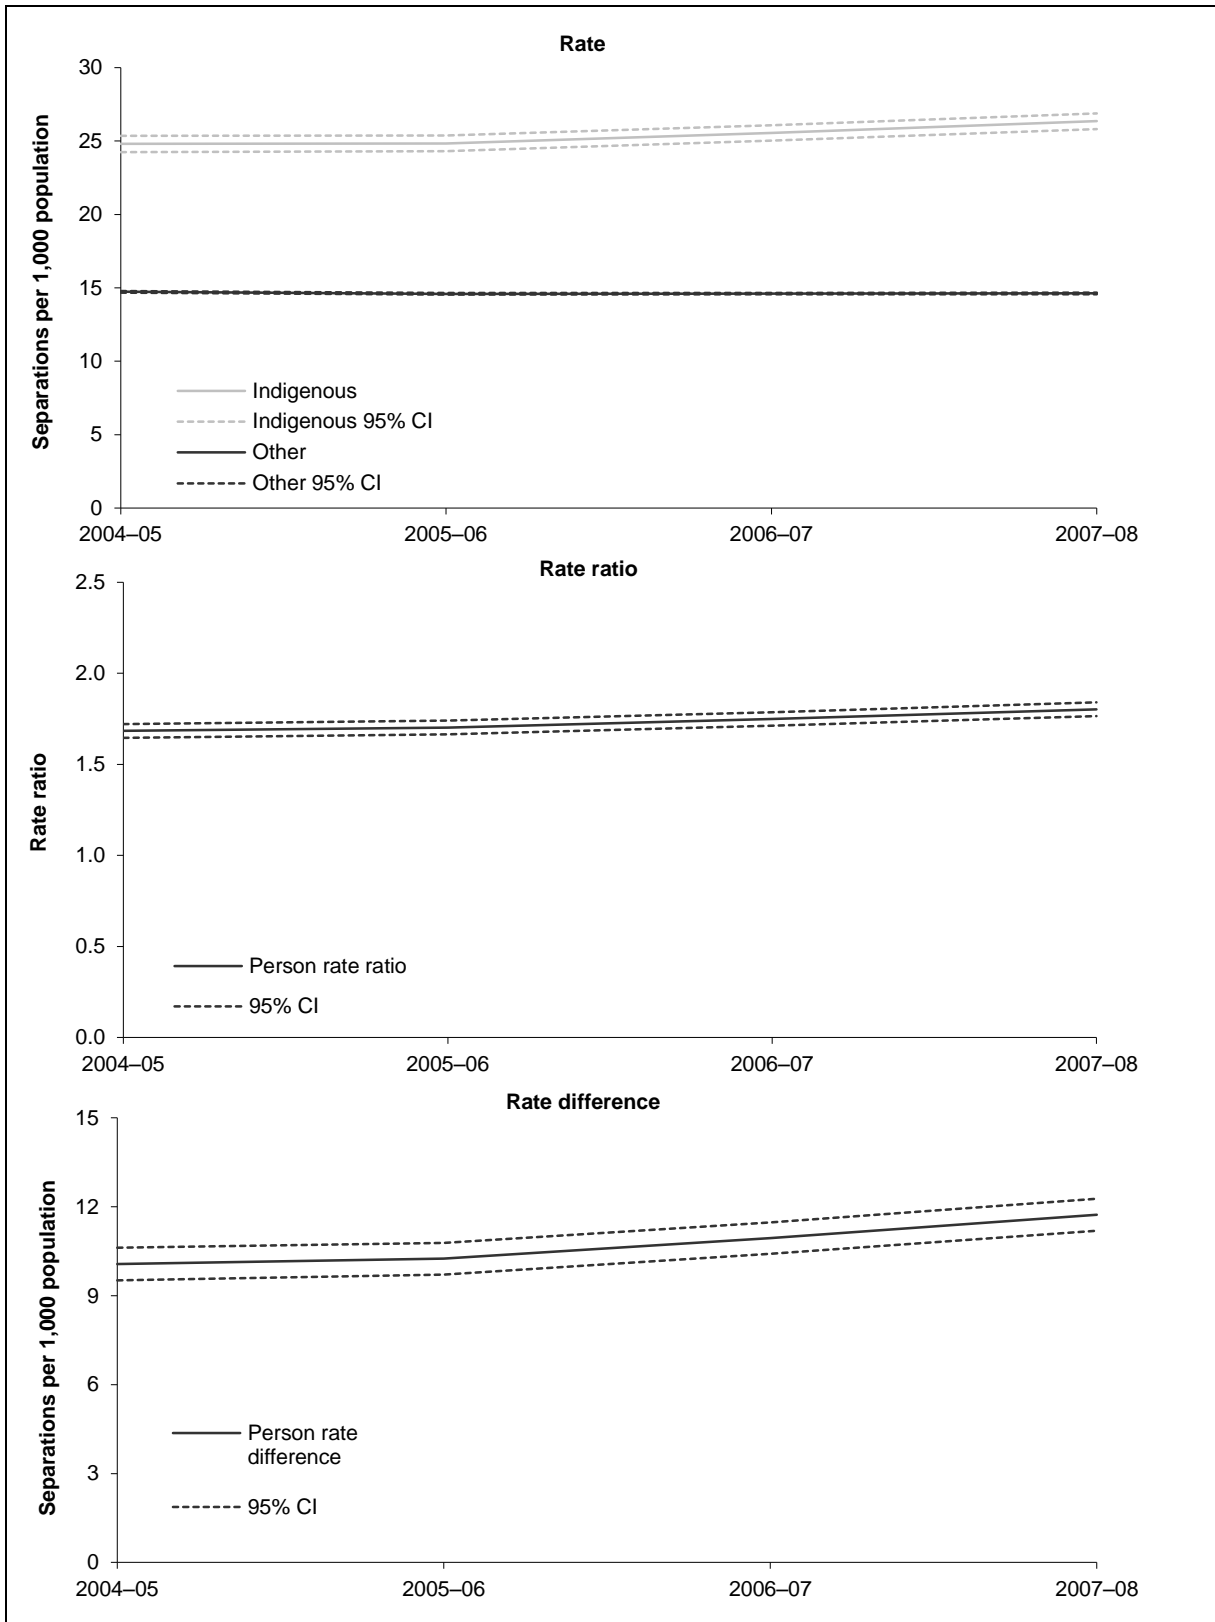 Rate
Separations per 1,000 population
30
25
20
15
10
5
0
Indigenous
Indigenous 95% CI
Other
Other 95% CI
2004–05
2005–06
2006–07
2007–08
Rate ratio
Rate ratio
2.5
2.0
1.5
1.0
0.5
0.0
Person rate ratio
95% CI
2004–05
2005–06
2006–07
2007–08
Rate difference
Separations per 1,000 population
15
12
9
6
3
0
Person rate
difference
95% CI
2004–05
2005–06
2006–07
2007–08